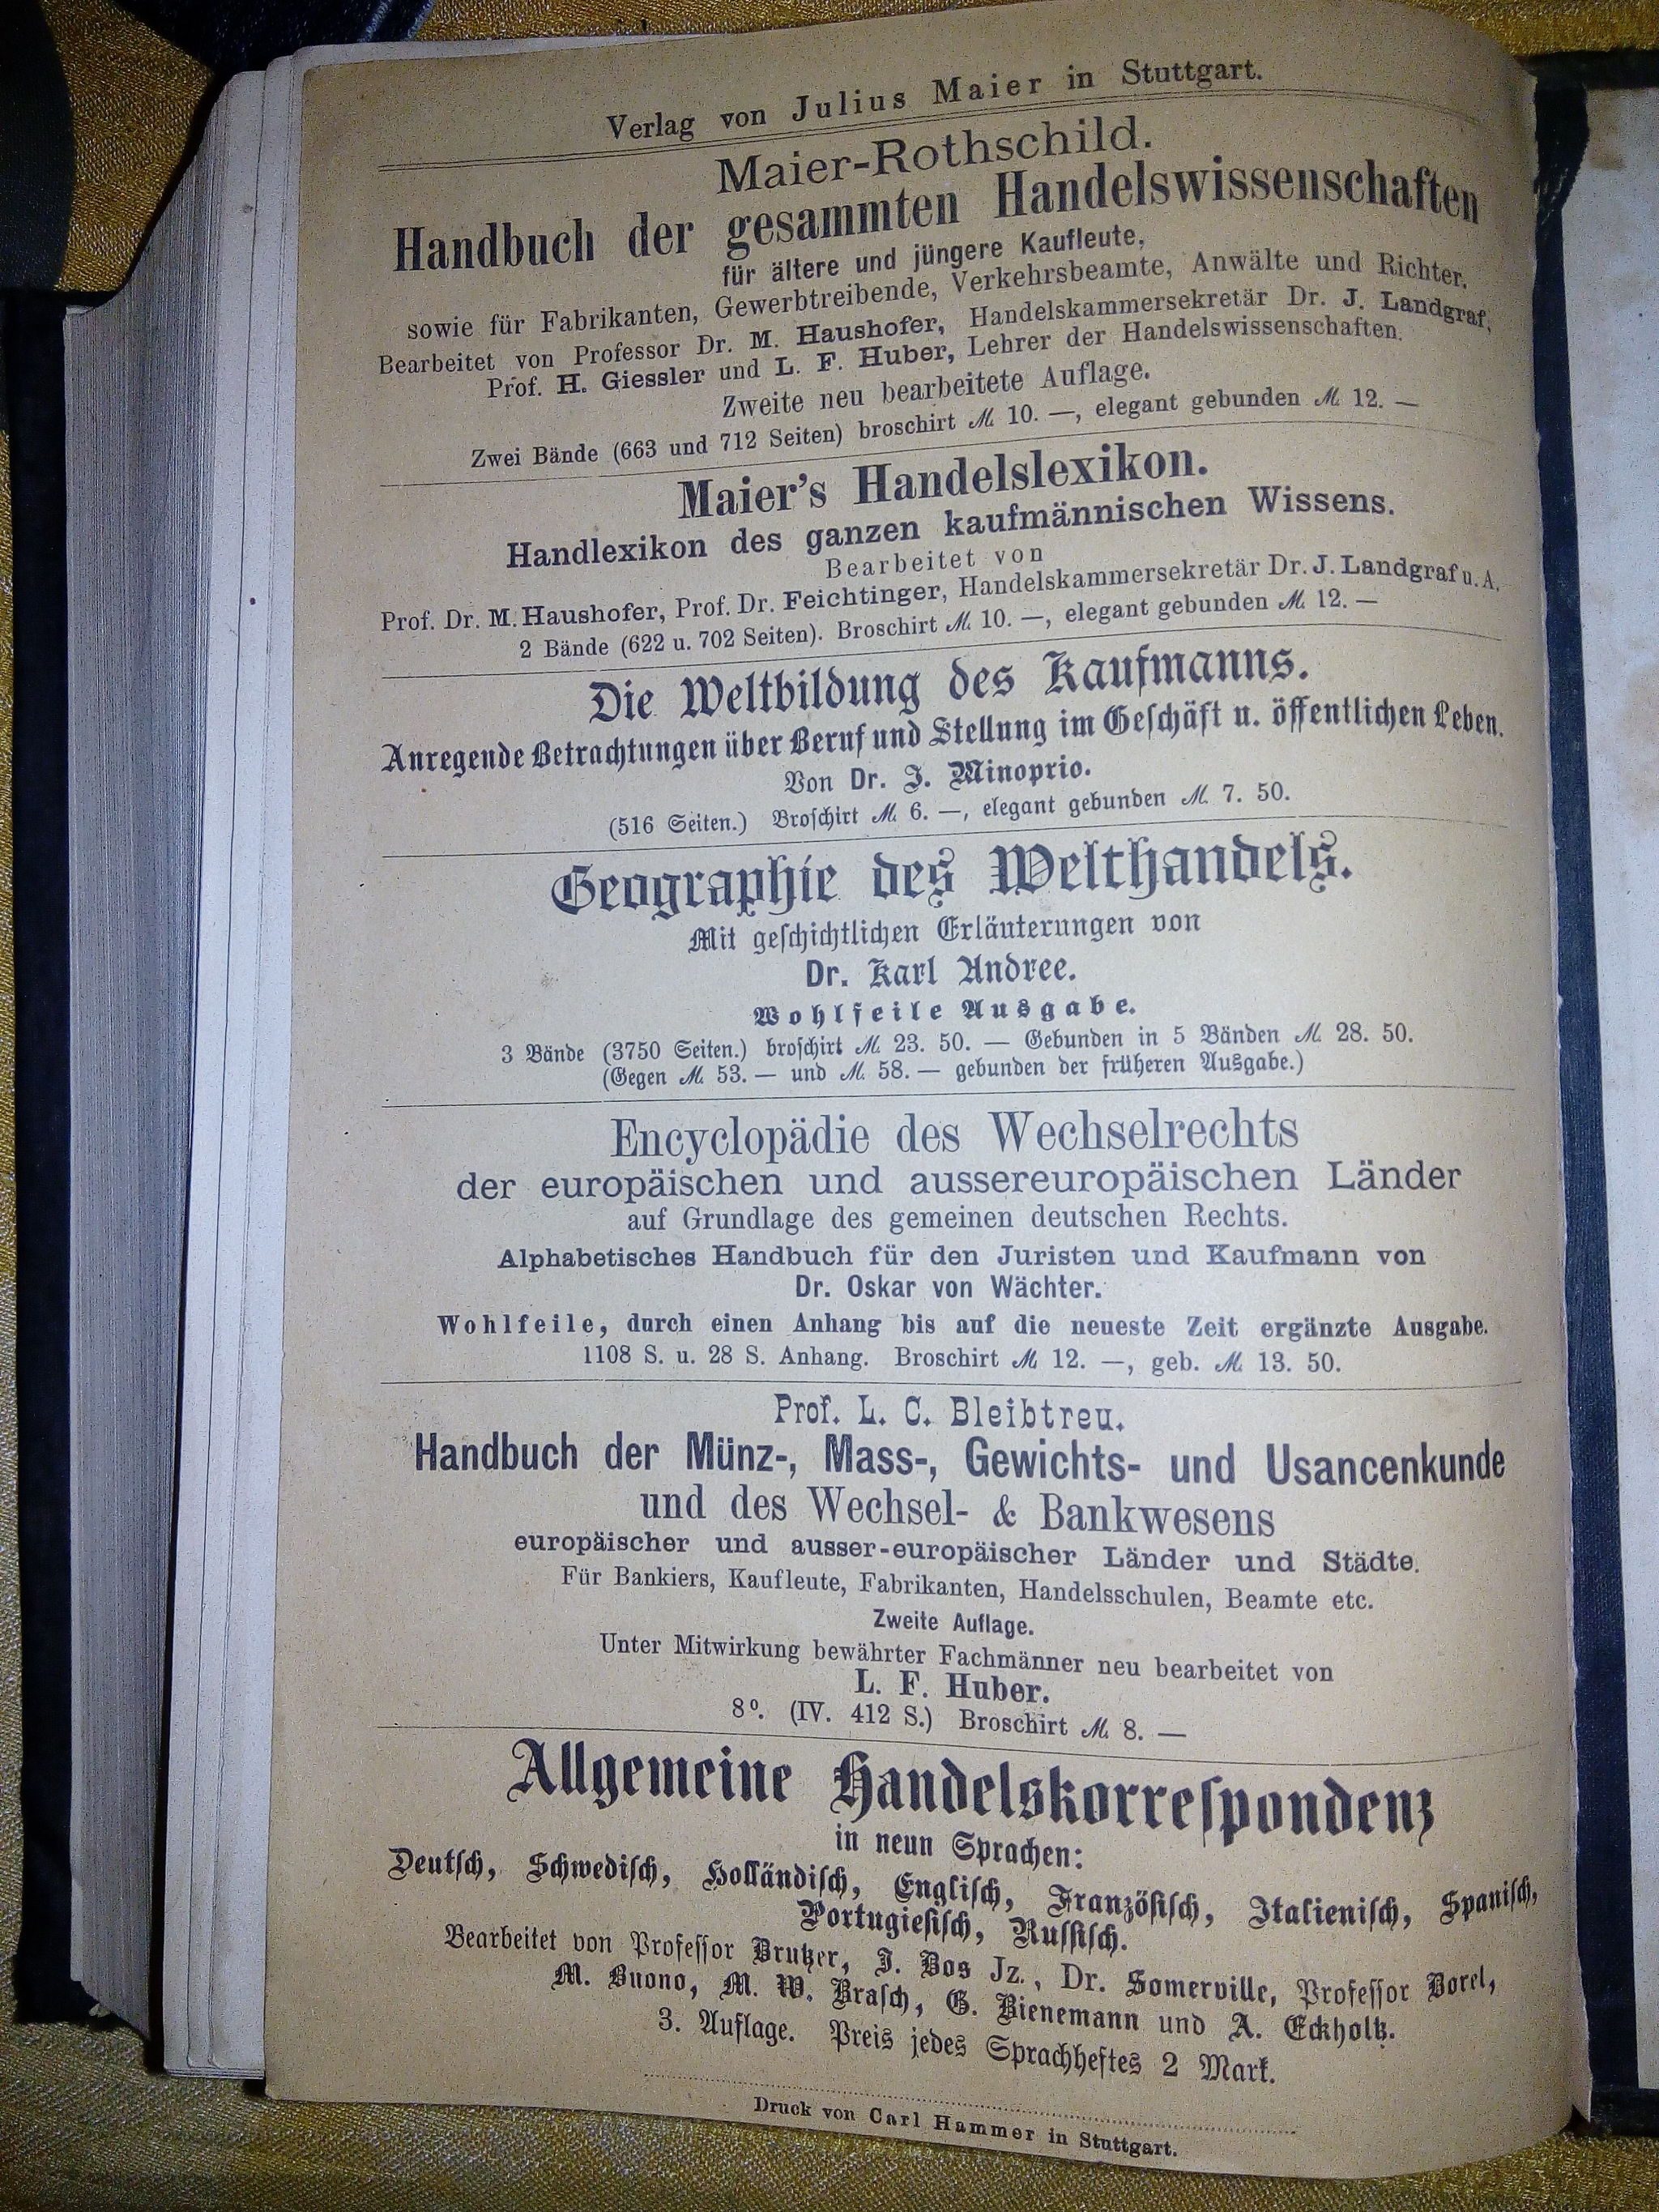 Verlag von Julius Maier in Stuttgart.
Maier-Rothschild.
Handbuch der gesammten Handelswissenschaften
für ältere und jüngere Kaufleute,
sowie für Fabrikanten, Gewerbtreibende, Verkehrsbeamte, Anwälte und Richter,
Bearbeitet von Professor Dr. M. Haushofer, Handelskammersekretär Dr. J. Landgraf,
Prof. H. Giessler und L. F. Huber, Lehrer der Handelswissenschaften.
Zweite neu bearbeitete Auflage.
Zwei Bände (663 und 712 Seiten) broschirt M. 10. —, elegant gebunden M. 12. —
Maier's Handelslexikon.
Handlexikon des ganzen kaufmännischen Wissens.
Bearbeitet von
Prof. Dr. M. Haushofer, Prof. Dr. Feichtinger, Handelskammersekretär Dr. J. Landgraf u. A.
2 Bände (622 u. 702 Seiten). Broschirt M. 10. —, elegant gebunden M. 12. —
Die Weltbildung des Kaufmanns.
Anregende Betrachtungen über Beruf und Stellung im Geſchäft u. öffentlichen Leben.
Von Dr. J. Minoprio.
(516 Seiten.) Broſchirt M. 6. —, elegant gebunden M. 7. 50.
Geographie des Welthandels.
Mit geſchichtlichen Erläuterungen von
Dr. Karl Andree.
Wohlfeile Ausgabe.
3 Bände (3750 Seiten.) broſchirt M. 23. 50. — Gebunden in 5 Bänden M. 28. 50.
(Gegen M. 53. — und M. 58. — gebunden der früheren Ausgabe.)
Encyclopädie des Wechselrechts
der europäischen und aussereuropäischen Länder
auf Grundlage des gemeinen deutschen Rechts.
Alphabetisches Handbuch für den Juristen und Kaufmann von
Dr. Oskar von Wächter.
Wohlfeile, durch einen Anhang bis auf die neueste Zeit ergänzte Ausgabe.
1108 S. u. 28 S. Anhang. Broschirt M. 12. —, geb. M. 13. 50.
Prof. L. C. Bleibtreu.
Handbuch der Münz-, Mass-, Gewichts- und Usancenkunde
und des Wechsel- & Bankwesens
europäischer und ausser-europäischer Länder und Städte.
Für Bankiers, Kaufleute, Fabrikanten, Handelsschulen, Beamte etc.
Zweite Auflage.
Unter Mitwirkung bewährter Fachmänner neu bearbeitet von
L. F. Huber.
8°. (IV. 412 S.) Broschirt M. 8. —
Allgemeine Handelskorreſpondenz
in neun Sprachen:
Deutſch, Schwediſch, Holländiſch, Engliſch, Franzöſiſch, Italieniſch, Spaniſch,
Portugieſiſch, Ruſſiſch.
Bearbeitet von Profeſſor Brutzer, J. Bos Jz., Dr. Somerville, Profeſſor Borel,
M. Buono, M. W. Braſch, G. Bienemann und A. Eckholtz.
3. Auflage. Preis jedes Sprachheftes 2 Mark.
Druck von Carl Hammer in Stuttgart.